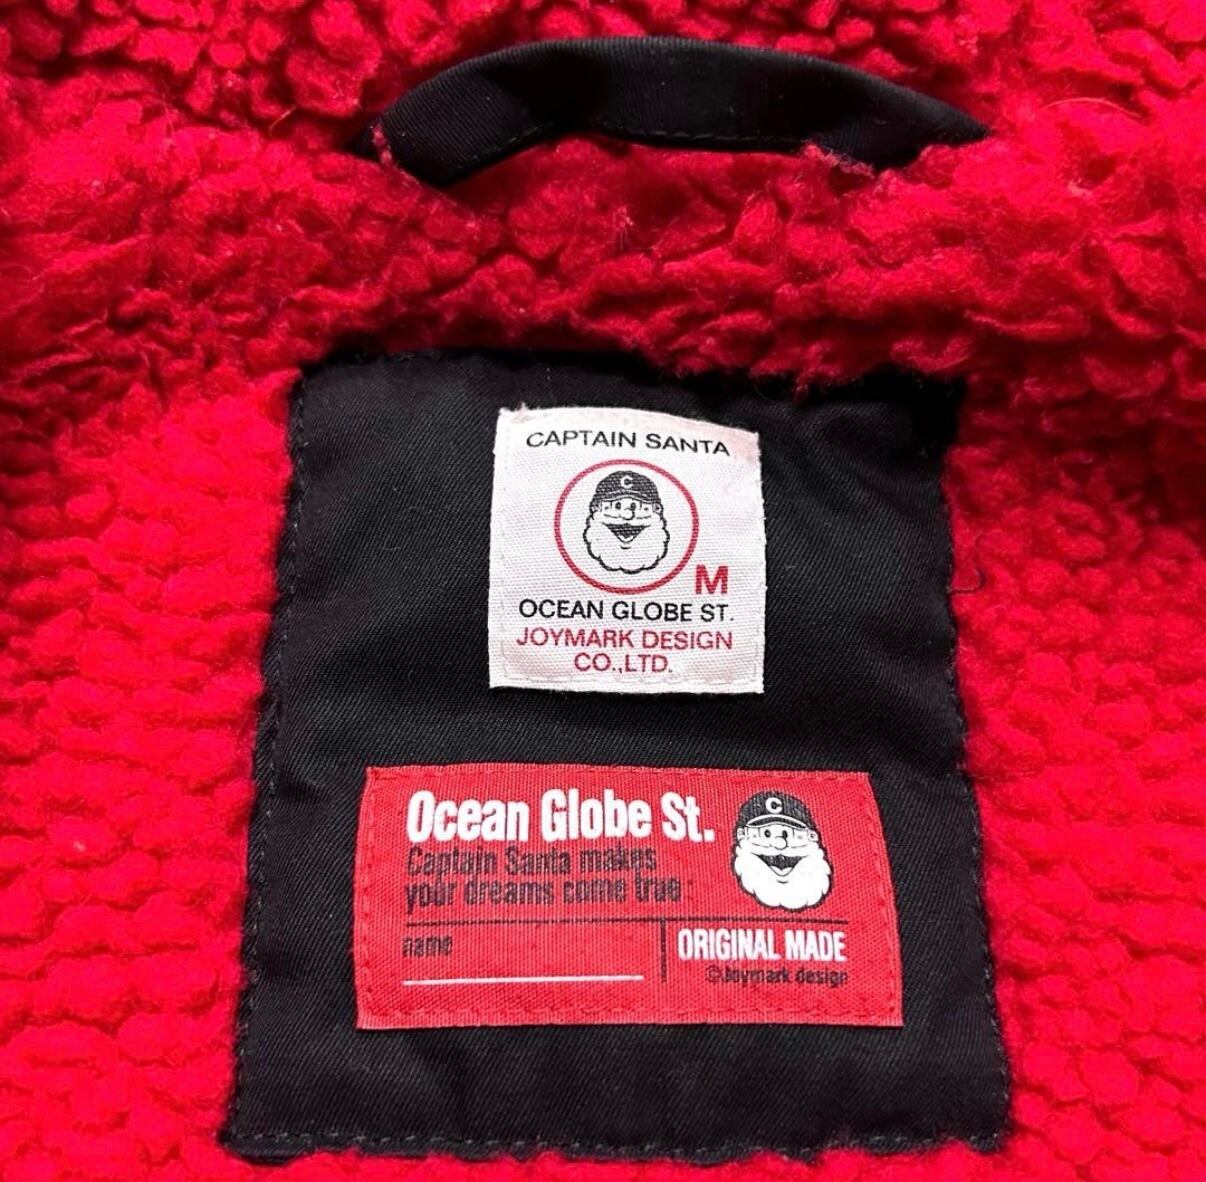 CAPTAIN SANTA
C
M
OCEAN GLOBE ST.
JOYMARK DESIGN
CO.,LTD.
Ocean Globe St.
C
Captain Santa makes
your dreams come true
name
ORIGINAL MADE
©Joymark design